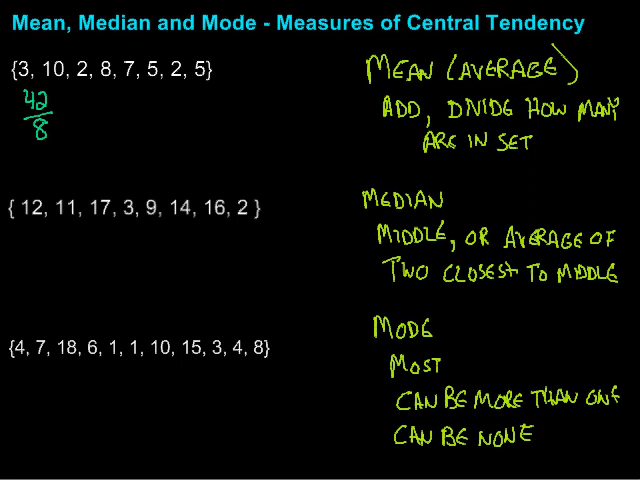 Mean, Median and Mode - Measures of Central Tendency
{3, 10, 2, 8, 7, 5, 2, 5}
42
8
MEAN (AVERAGE)
ADD, DIVIDE HOW MANY
ARE IN SET
{ 12, 11, 17, 3, 9, 14, 16, 2 }
MEDIAN
MIDDLE, OR AVERAGE OF
TWO CLOSEST TO MIDDLE
{4, 7, 18, 6, 1, 1, 10, 15, 3, 4, 8}
MODE
MOST
CAN BE MORE THAN ONE
CAN BE NONE